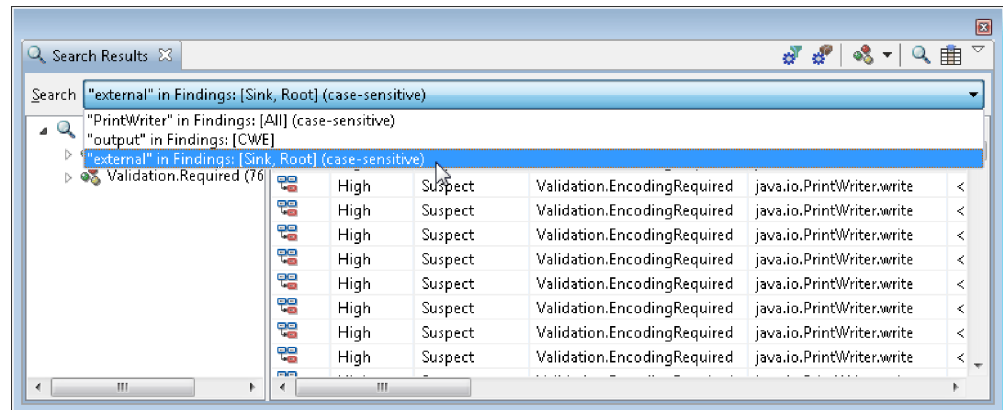 Search Results
Search "external" in Findings: [Sink, Root] (case-sensitive)
"PrintWriter" in Findings: [All] (case-sensitive)
"output" in Findings: [CWE]
"external" in Findings: [Sink, Root] (case-sensitive)
Validation.Required (76
High Suspect Validation.EncodingRequired java.io.PrintWriter.write <
High Suspect Validation.EncodingRequired java.io.PrintWriter.write <
High Suspect Validation.EncodingRequired java.io.PrintWriter.write <
High Suspect Validation.EncodingRequired java.io.PrintWriter.write <
High Suspect Validation.EncodingRequired java.io.PrintWriter.write <
High Suspect Validation.EncodingRequired java.io.PrintWriter.write <
High Suspect Validation.EncodingRequired java.io.PrintWriter.write <
High Suspect Validation.EncodingRequired java.io.PrintWriter.write <